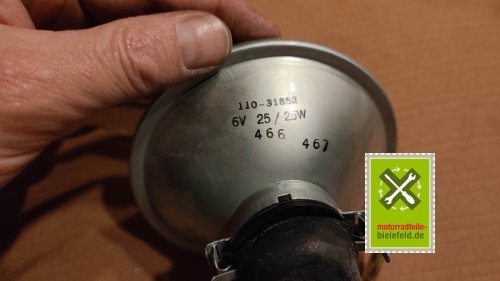 110-31852
6V 25/25W
466 467
motorradteile-
bielefeld.de